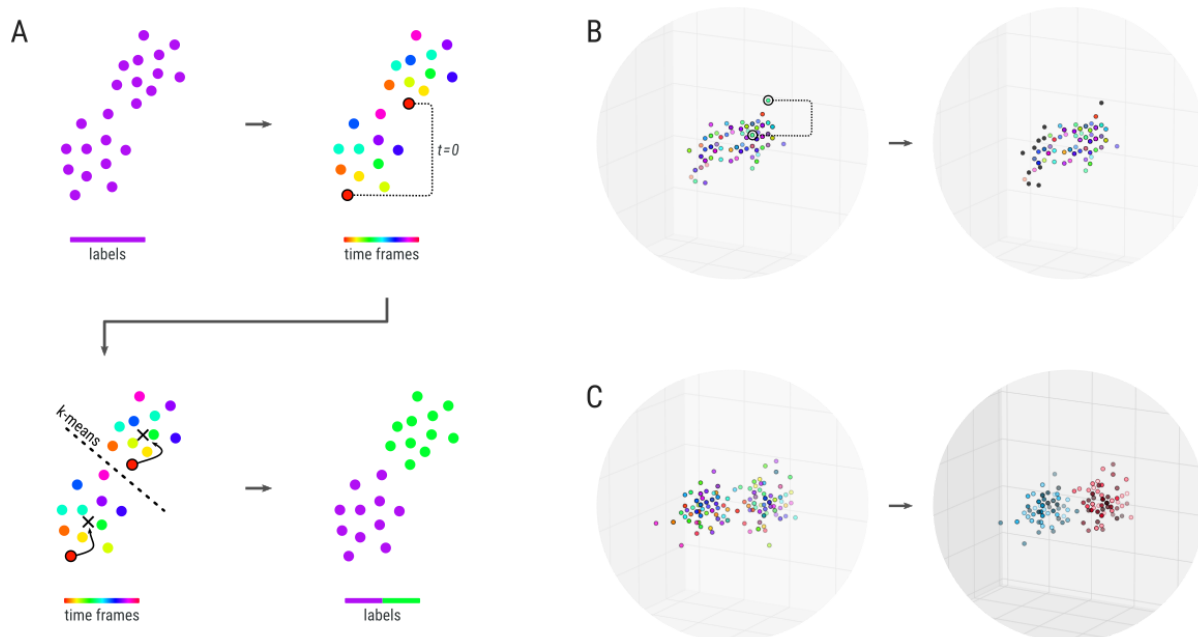 A
labels
t=0
time frames
k-means
time frames
labels
B
C